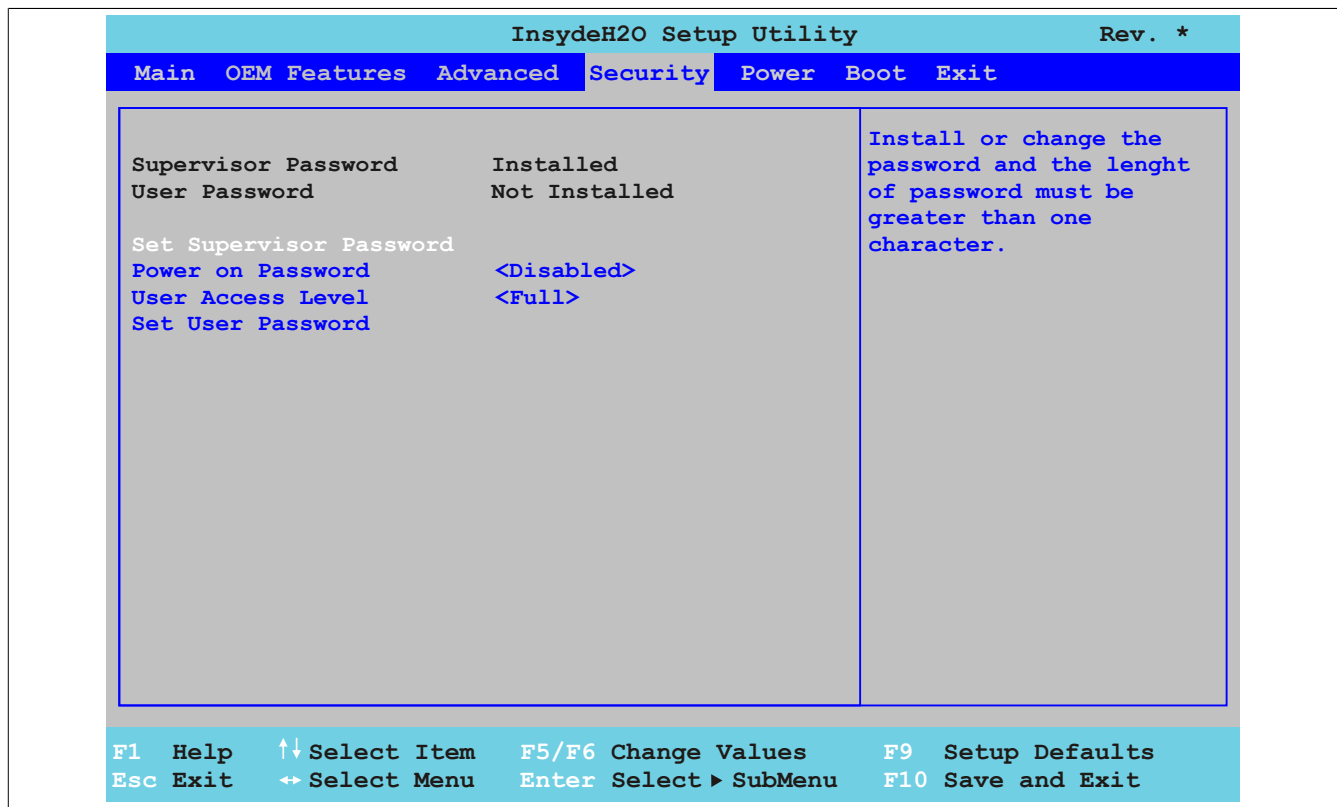 InsydeH2O Setup Utility Rev. *
Main OEM Features Advanced Security Power Boot Exit
Supervisor Password Installed
User Password Not Installed
Set Supervisor Password
Power on Password <Disabled>
User Access Level <Full>
Set User Password
Install or change the
password and the lenght
of password must be
greater than one
character.
F1 Help ↑↓ Select Item F5/F6 Change Values F9 Setup Defaults
Esc Exit ↔ Select Menu Enter Select ▶ SubMenu F10 Save and Exit